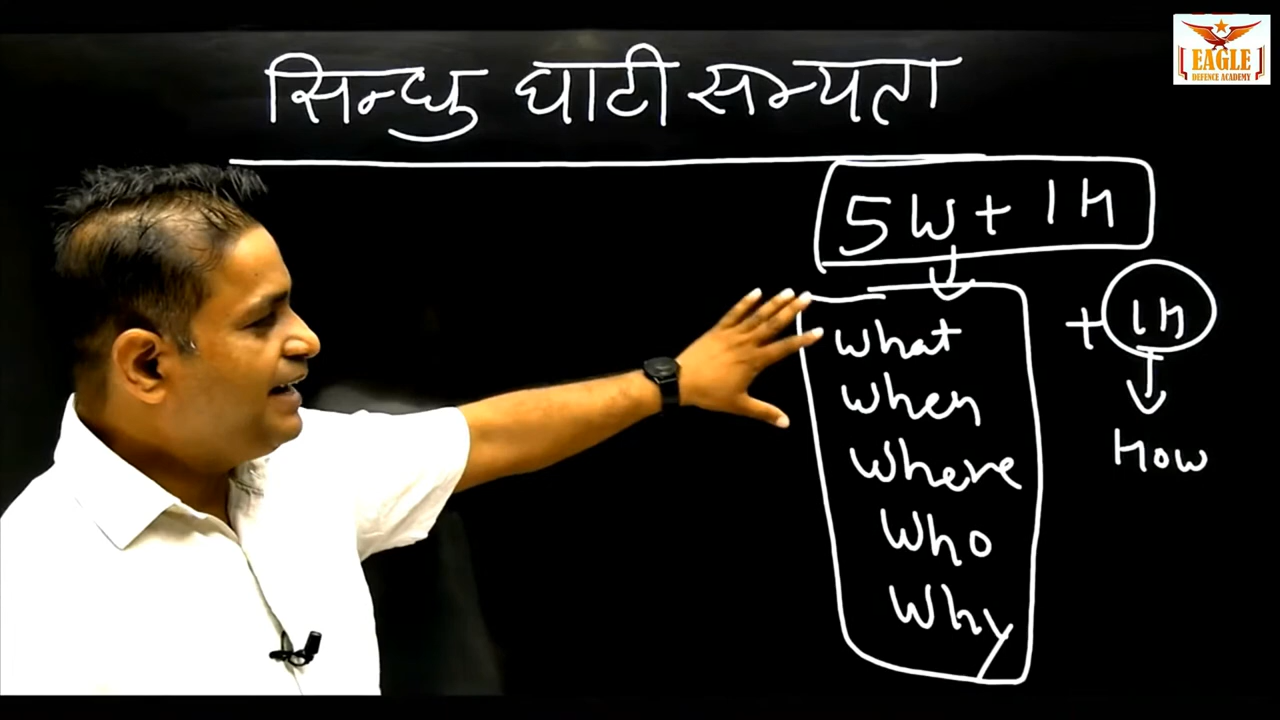 सिन्धु घाटी सभ्यता
EAGLE
DEFENCE ACADEMY
5W + 1H
What
When
Where
Who
Why
+ 1H
How